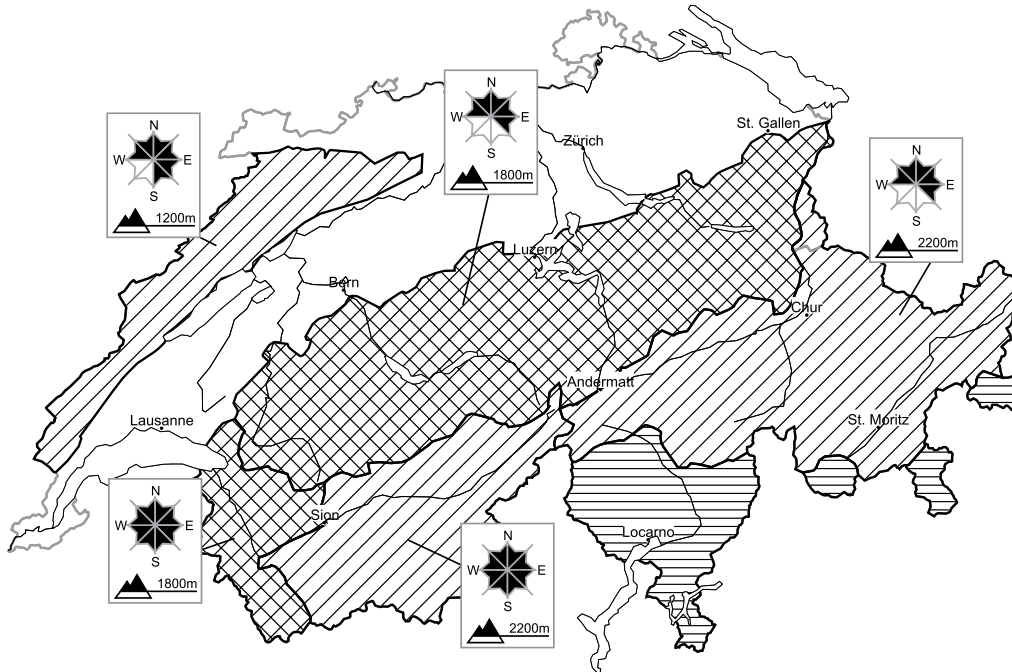 N
W E
S
1800m
N
W E
S
1200m
Zürich
St. Gallen
N
W E
S
2200m
Luzern
Bern
Chur
Andermatt
Lausanne
St. Moritz
N
W E
S
1800m
Sion
Locarno
N
W E
S
2200m